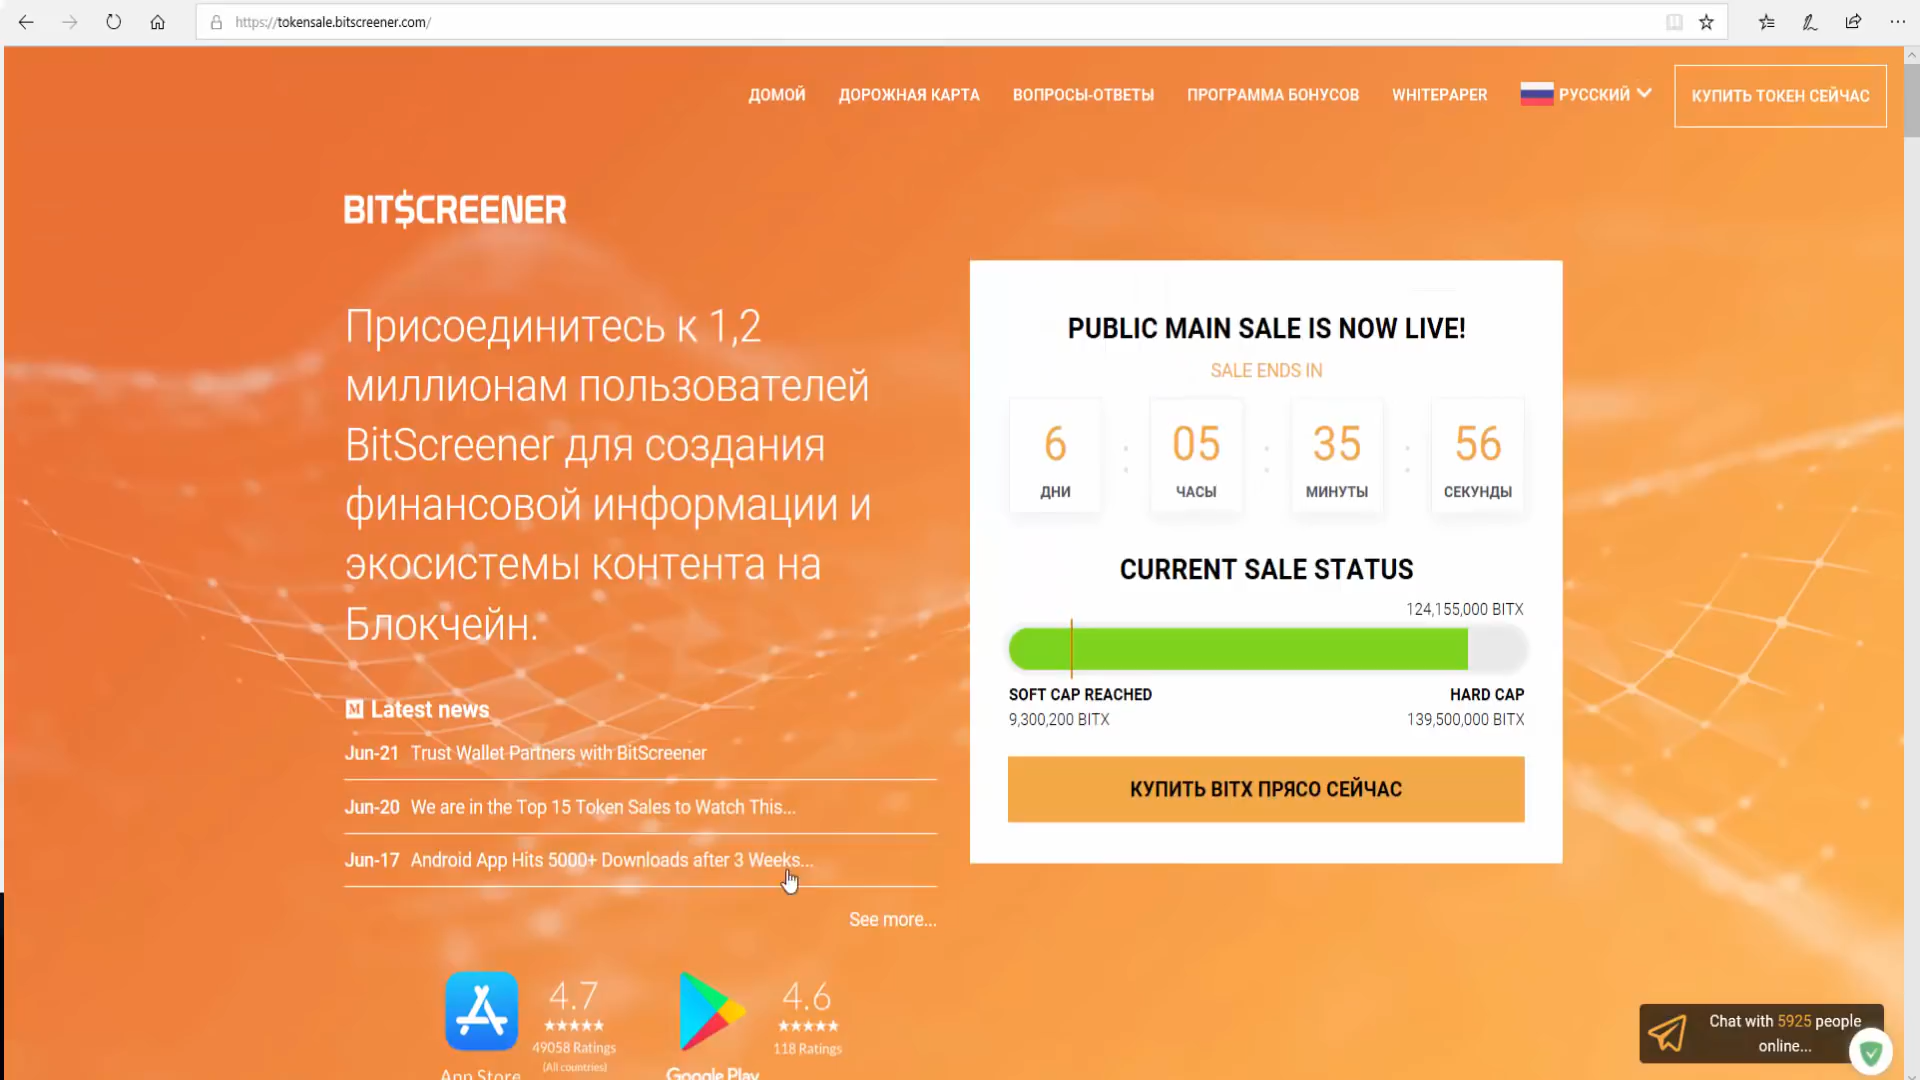 https://tokensale.bitscreener.com/
ДОМОЙ ДОРОЖНАЯ КАРТА ВОПРОСЫ-ОТВЕТЫ ПРОГРАММА БОНУСОВ WHITEPAPER РУССКИЙ КУПИТЬ ТОКЕН СЕЙЧАС
BIT$CREENER
Присоединитесь к 1,2
миллионам пользователей
BitScreener для создания
финансовой информации и
экосистемы контента на
Блокчейн.
Latest news
Jun-21 Trust Wallet Partners with BitScreener
Jun-20 We are in the Top 15 Token Sales to Watch This...
Jun-17 Android App Hits 5000+ Downloads after 3 Weeks...
See more...
4.7
49058 Ratings
(All countries)
App Store
4.6
118 Ratings
Google Play
PUBLIC MAIN SALE IS NOW LIVE!
SALE ENDS IN
6 : 05 : 35 : 56
ДНИ ЧАСЫ МИНУТЫ СЕКУНДЫ
CURRENT SALE STATUS
124,155,000 BITX
SOFT CAP REACHED HARD CAP
9,300,200 BITX 139,500,000 BITX
КУПИТЬ BITX ПРЯСО СЕЙЧАС
Chat with 5925 people
online...